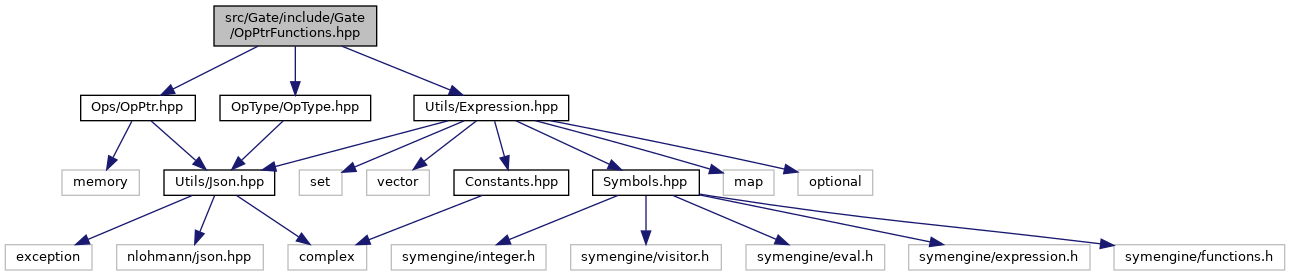 src/Gate/include/Gate
/OpPtrFunctions.hpp
Ops/OpPtr.hpp
OpType/OpType.hpp
Utils/Expression.hpp
memory
Utils/Json.hpp
set
vector
Constants.hpp
Symbols.hpp
map
optional
exception
nlohmann/json.hpp
complex
symengine/integer.h
symengine/visitor.h
symengine/eval.h
symengine/expression.h
symengine/functions.h